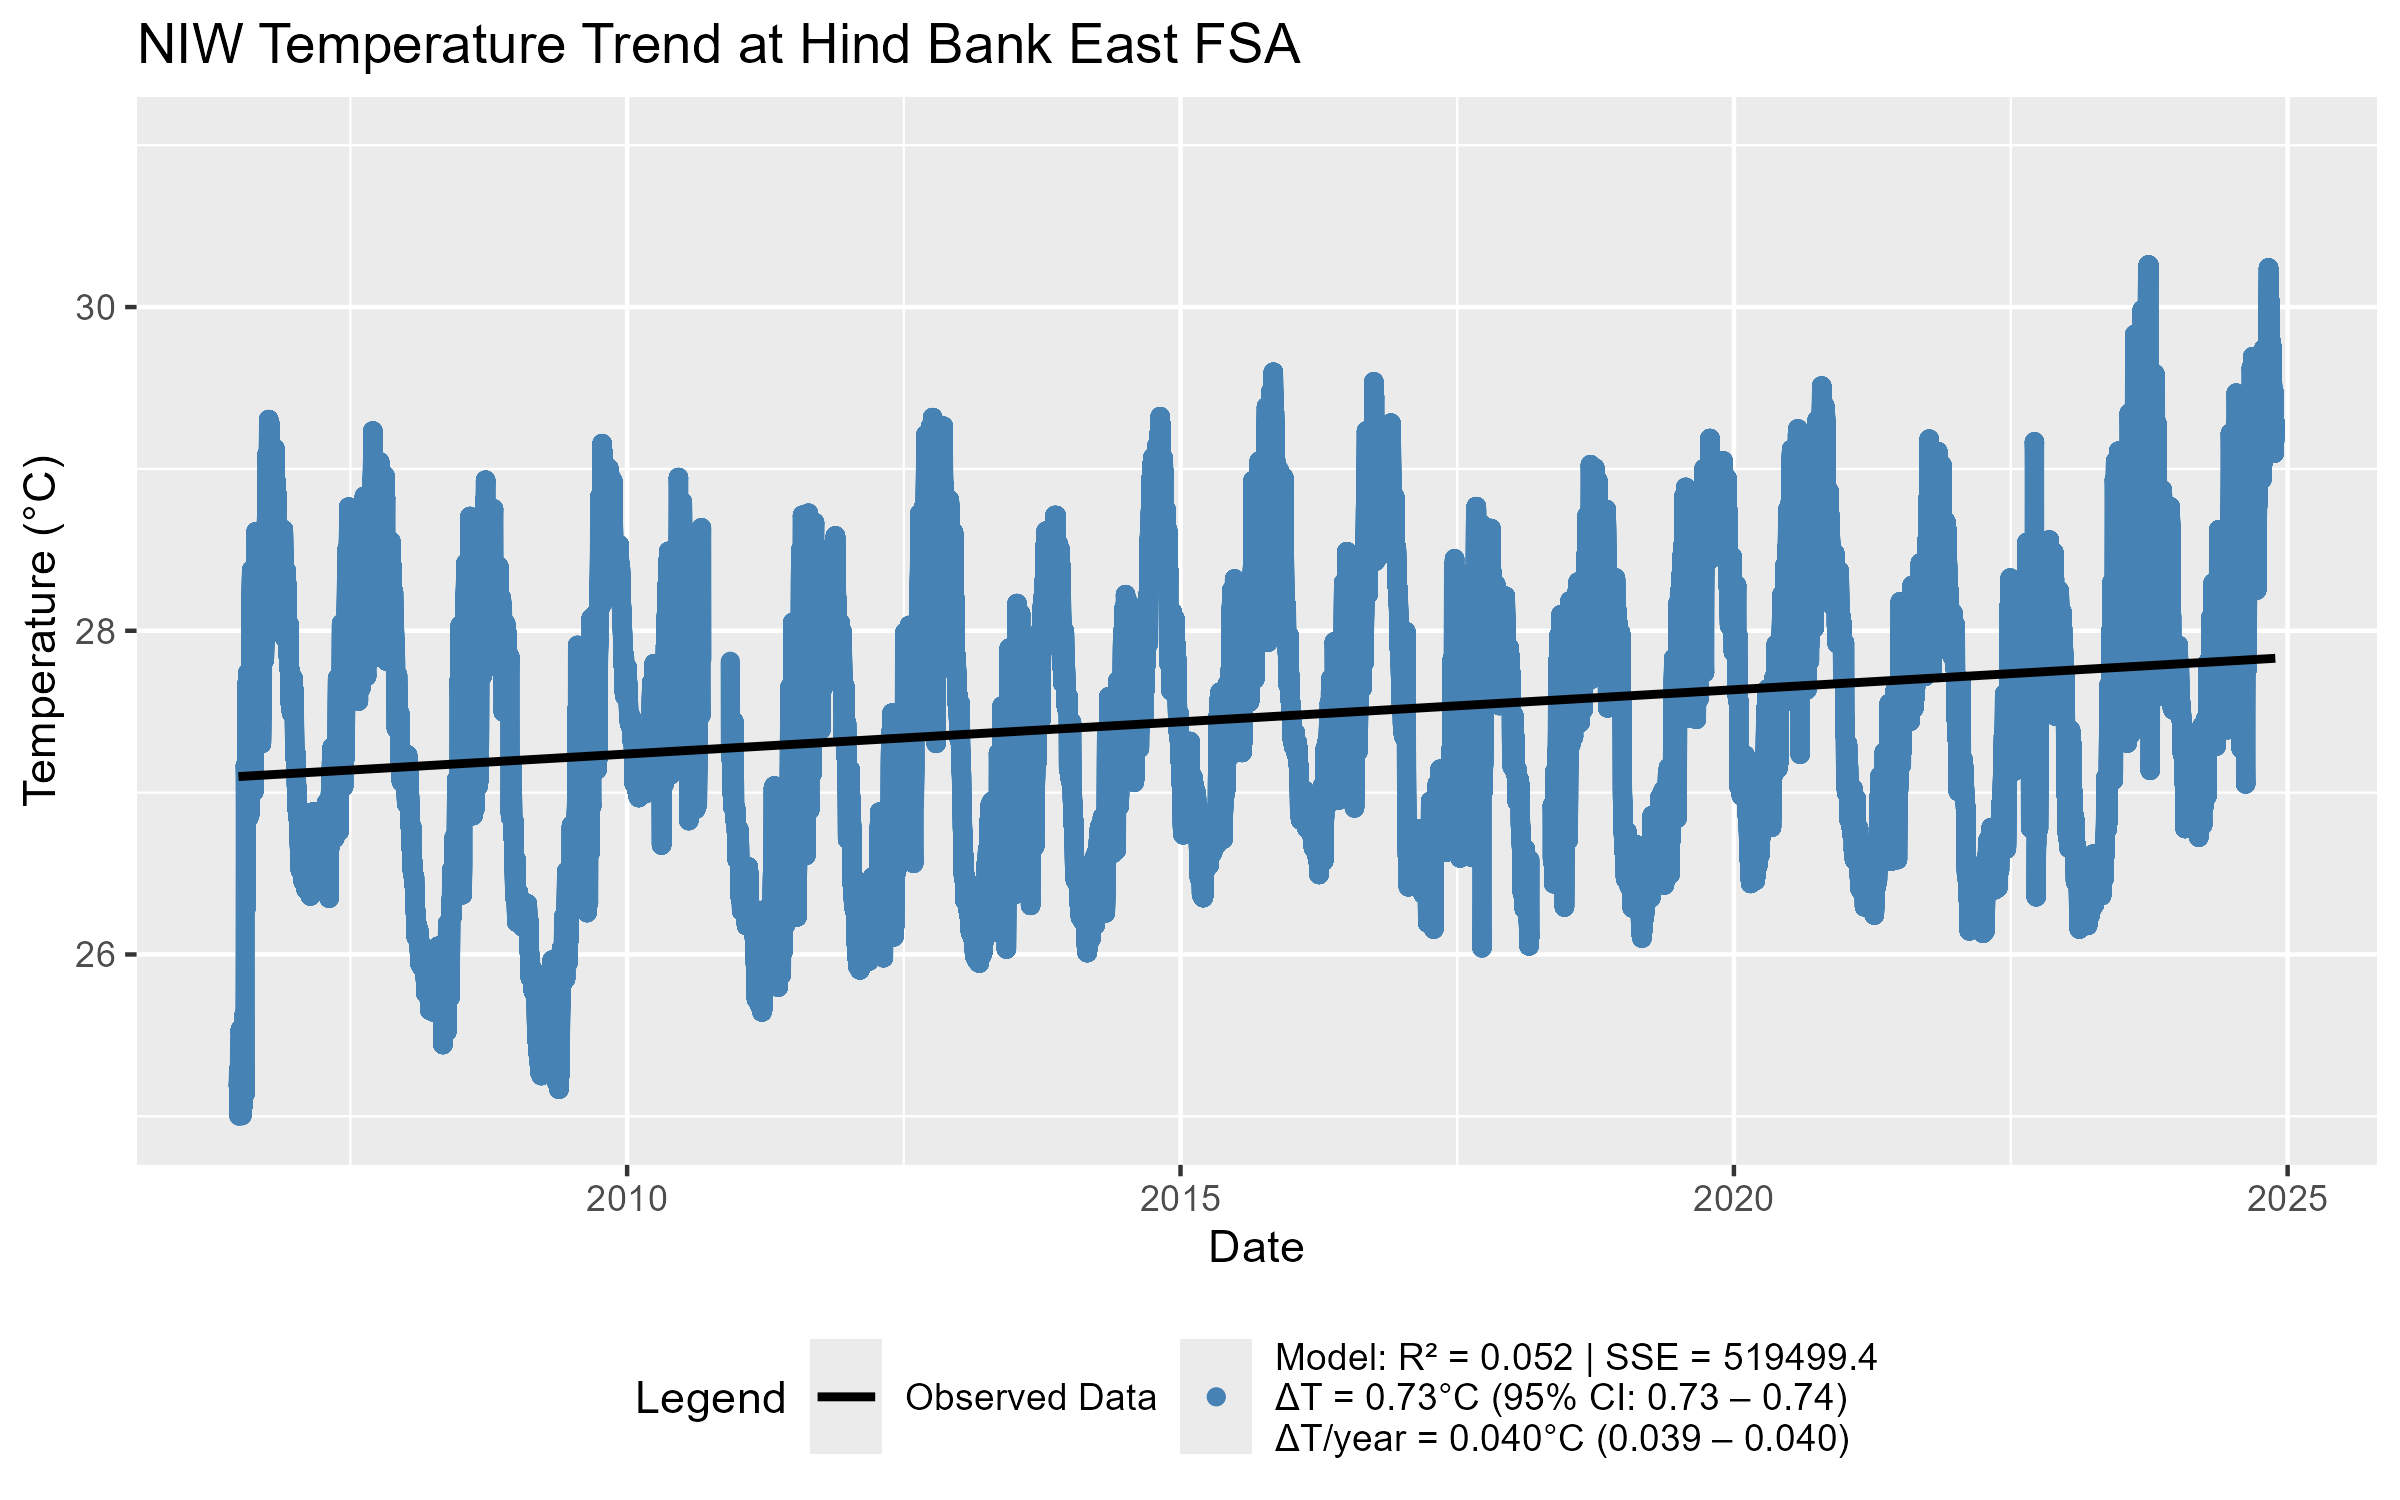 NIW Temperature Trend at Hind Bank East FSA
Temperature (°C)
30
28
26
2010
2015
2020
2025
Date
Legend
Observed Data
Model: R² = 0.052 | SSE = 519499.4
ΔT = 0.73°C (95% CI: 0.73 – 0.74)
ΔT/year = 0.040°C (0.039 – 0.040)